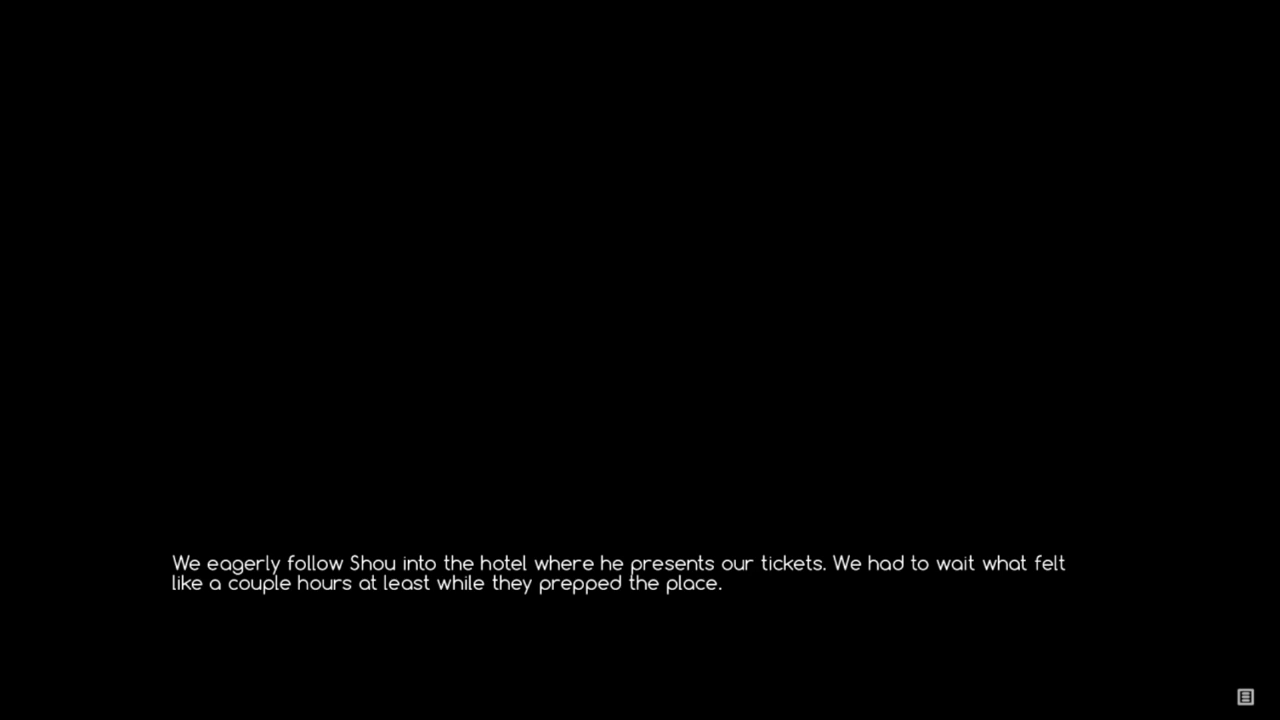 We eagerly follow Shou into the hotel where he presents our tickets. We had to wait what felt
like a couple hours at least while they prepped the place.